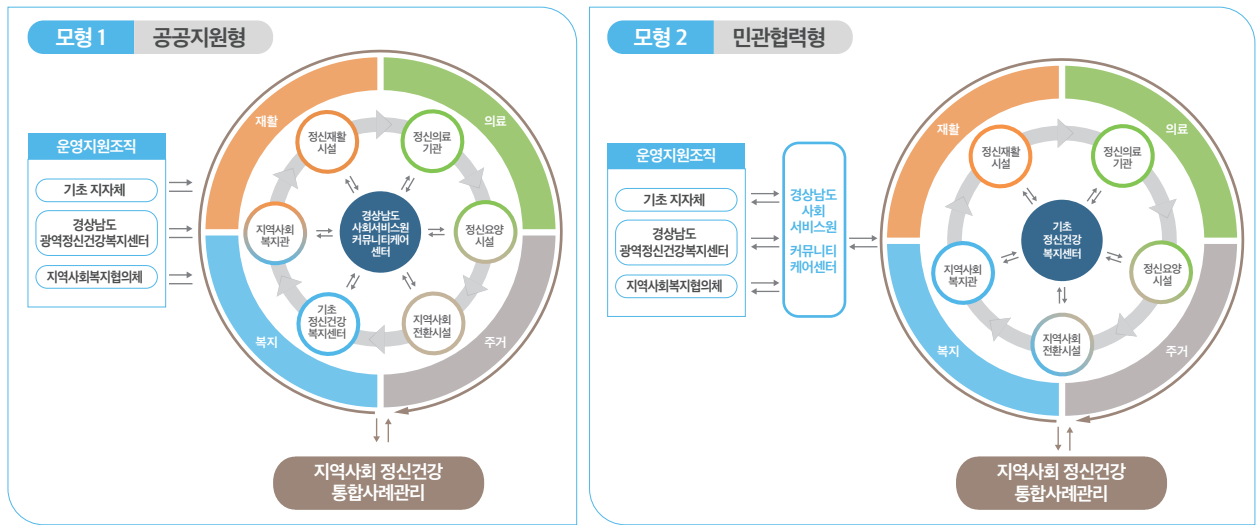 모형 1 공공지원형
운영지원조직
기초 지자체
경상남도
광역정신건강복지센터
지역사회복지협의체
재활
의료
복지
주거
정신재활
시설
정신의료
기관
정신요양
시설
지역사회
전환시설
기초
정신건강
복지센터
지역사회
복지관
경상남도
사회서비스원
커뮤니티케어
센터
지역사회 정신건강
통합사례관리
모형 2 민관협력형
운영지원조직
기초 지자체
경상남도
광역정신건강복지센터
지역사회복지협의체
경상남도
사회
서비스원
커뮤니티
케어센터
재활
의료
복지
주거
정신재활
시설
정신의료
기관
정신요양
시설
지역사회
전환시설
지역사회
복지관
기초
정신건강
복지센터
지역사회 정신건강
통합사례관리